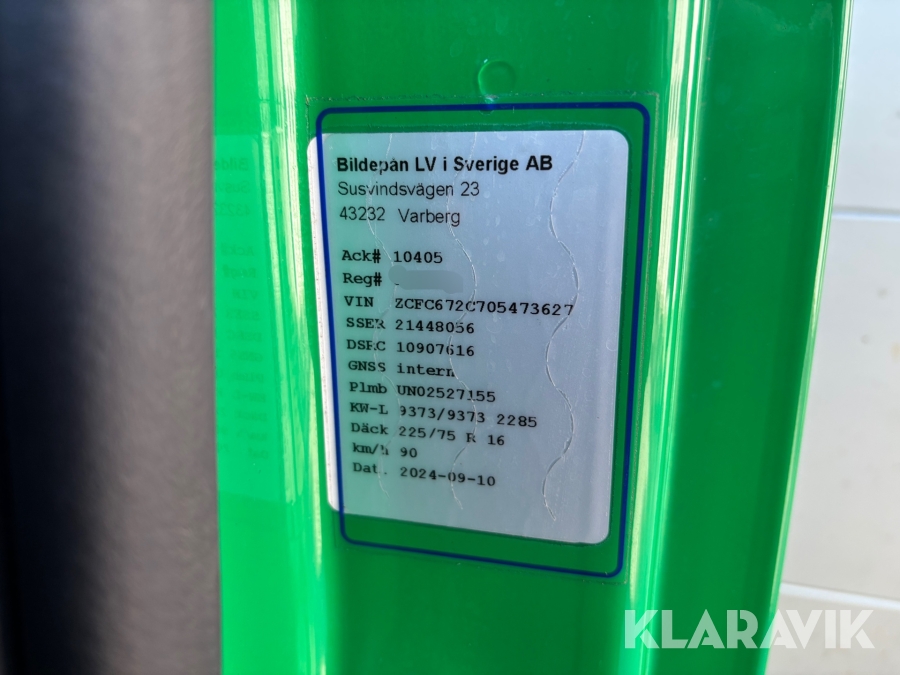 Bildepån LV i Sverige AB
Susvindsvägen 23
43232 Varberg
Ack# 10405
Reg#
VIN ZCFC672C705473627
SSER 21448056
DSRC 10907616
GNSS intern
Plmb UN02527155
KW-L 9373/9373 2285
Däck 225/75 R 16
km/h 90
Dat. 2024-09-10
KLARAVIK